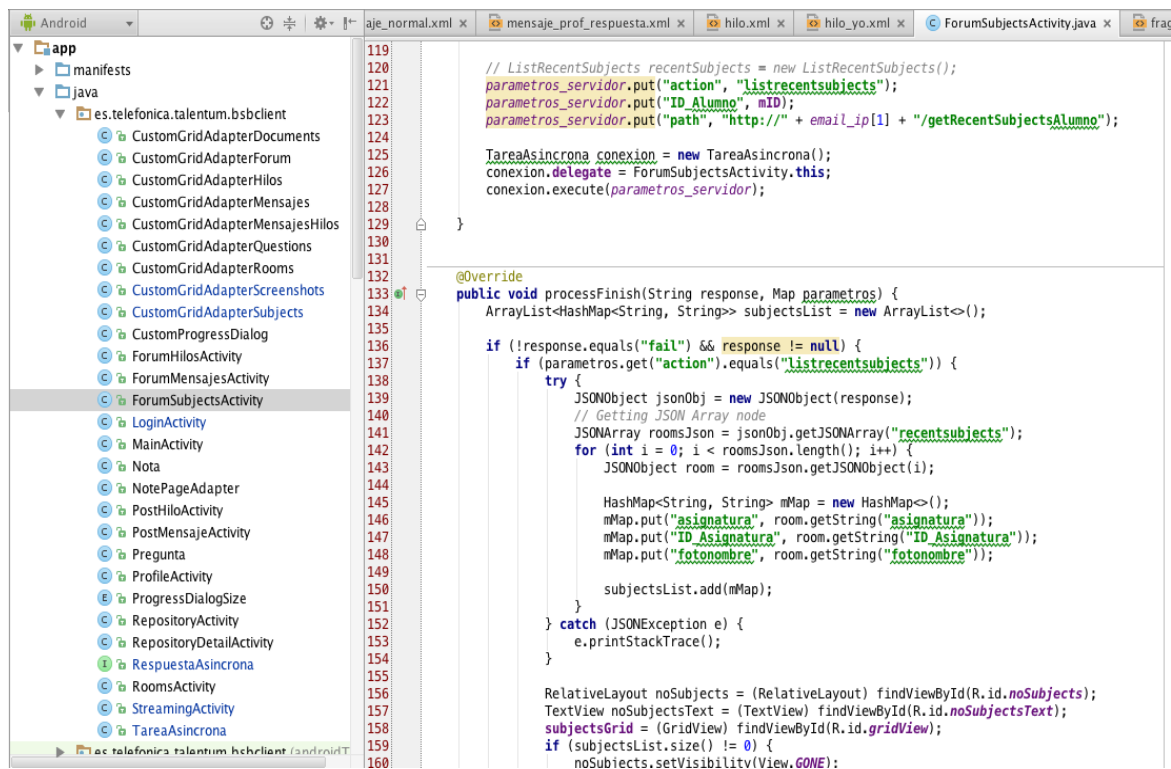 Android
aje_normal.xml × mensaje_prof_respuesta.xml × hilo.xml × hilo_yo.xml × ForumSubjectsActivity.java × frag
app
manifests
java
es.telefonica.talentum.bsbclient
CustomGridAdapterDocuments
CustomGridAdapterForum
CustomGridAdapterHilos
CustomGridAdapterMensajes
CustomGridAdapterMensajesHilos
CustomGridAdapterQuestions
CustomGridAdapterRooms
CustomGridAdapterScreenshots
CustomGridAdapterSubjects
CustomProgressDialog
ForumHilosActivity
ForumMensajesActivity
ForumSubjectsActivity
LoginActivity
MainActivity
Nota
NotePageAdapter
PostHiloActivity
PostMensajeActivity
Pregunta
ProfileActivity
ProgressDialogSize
RepositoryActivity
RepositoryDetailActivity
RespuestaAsincrona
RoomsActivity
StreamingActivity
TareaAsincrona
es.telefonica.talentum.bsbclient (androidT
119
120 // ListRecentSubjects recentSubjects = new ListRecentSubjects();
121 parametros_servidor.put("action", "listrecentsubjects");
122 parametros_servidor.put("ID_Alumno", mID);
123 parametros_servidor.put("path", "http://" + email_ip[1] + "/getRecentSubjectsAlumno");
124
125 TareaAsincrona conexion = new TareaAsincrona();
126 conexion.delegate = ForumSubjectsActivity.this;
127 conexion.execute(parametros_servidor);
128
129 }
130
131
132 @Override
133 public void processFinish(String response, Map parametros) {
134 ArrayList<HashMap<String, String>> subjectsList = new ArrayList<>();
135
136 if (!response.equals("fail") && response != null) {
137 if (parametros.get("action").equals("listrecentsubjects")) {
138 try {
139 JSONObject jsonObj = new JSONObject(response);
140 // Getting JSON Array node
141 JSONArray roomsJson = jsonObj.getJSONArray("recentsubjects");
142 for (int i = 0; i < roomsJson.length(); i++) {
143 JSONObject room = roomsJson.getJSONObject(i);
144
145 HashMap<String, String> mMap = new HashMap<>();
146 mMap.put("asignatura", room.getString("asignatura"));
147 mMap.put("ID_Asignatura", room.getString("ID_Asignatura"));
148 mMap.put("fotonombre", room.getString("fotonombre"));
149
150 subjectsList.add(mMap);
151 }
152 } catch (JSONException e) {
153 e.printStackTrace();
154 }
155
156 RelativeLayout noSubjects = (RelativeLayout) findViewById(R.id.noSubjects);
157 TextView noSubjectsText = (TextView) findViewById(R.id.noSubjectsText);
158 subjectsGrid = (GridView) findViewById(R.id.gridView);
159 if (subjectsList.size() != 0) {
160 noSubjects.setVisibility(View.GONE);